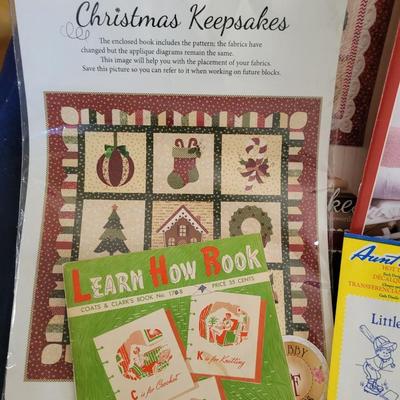 Christmas Keepsakes
The enclosed book includes the pattern; the fabrics have
changed but the applique diagrams remain the same.
This image will help you with the placement of your fabrics.
Save this picture so you can refer to it when working on future blocks.
LEARN HOW BOOK
COATS & CLARK'S BOOK No. 170-B
PRICE 35 CENTS
C is for Crochet
K is for Knitting
Aunt
HOT
DECALO
TRANSFERENCIA
Little